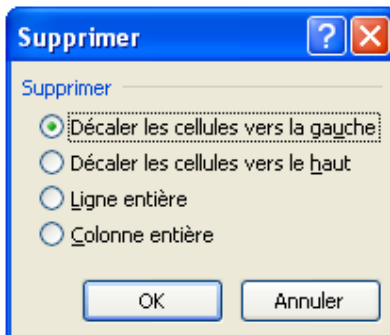 Supprimer
Supprimer
Décaler les cellules vers la gauche
Décaler les cellules vers le haut
Ligne entière
Colonne entière
OK Annuler